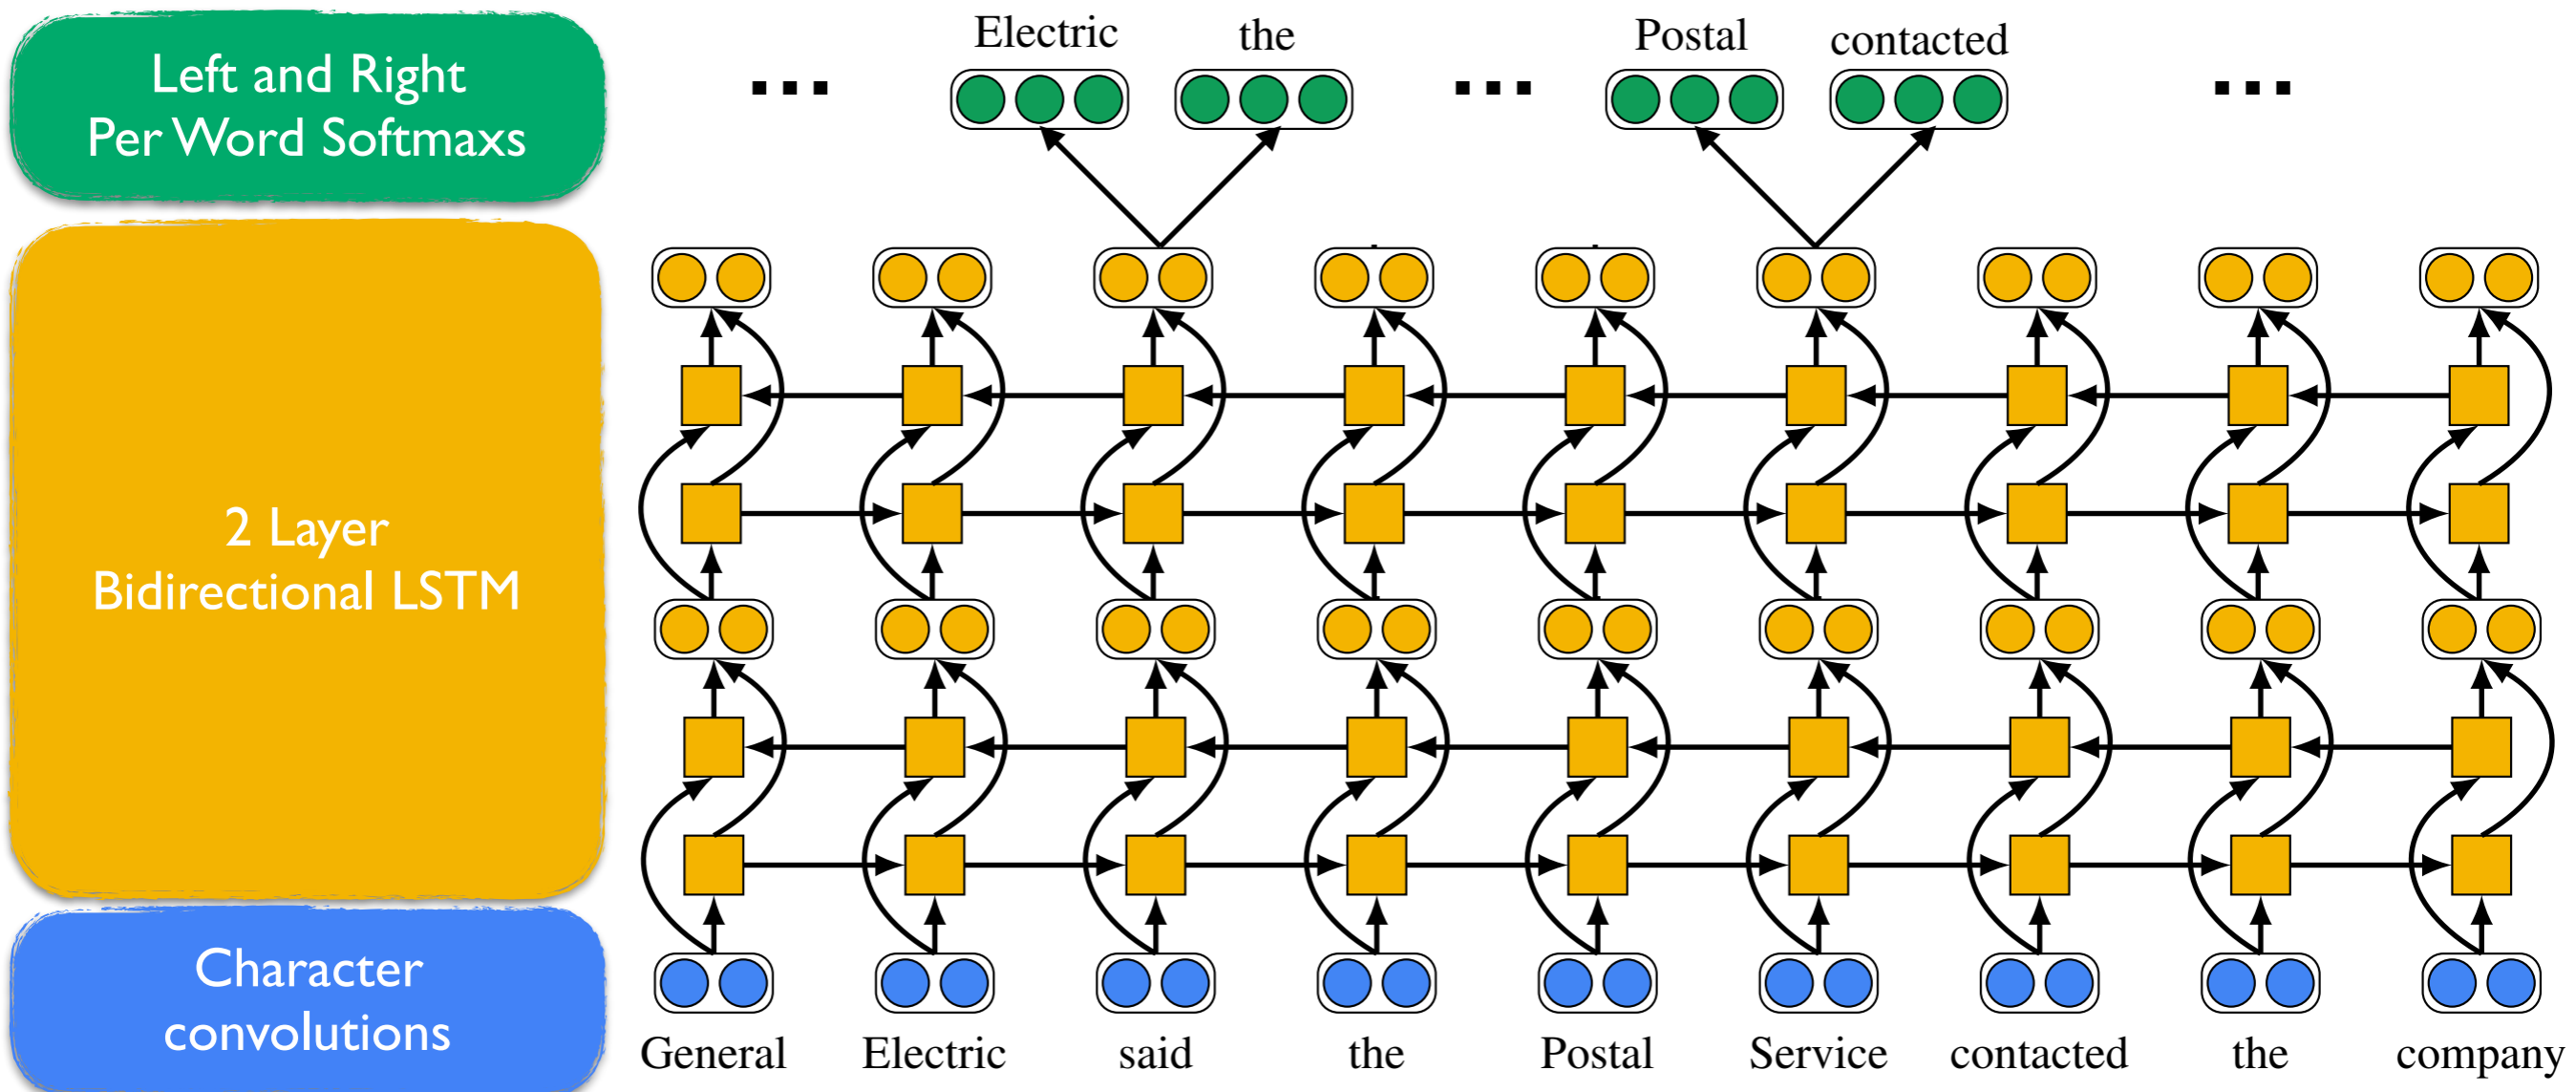 Left and Right
Per Word Softmaxs
... Electric the ... Postal contacted ...
2 Layer
Bidirectional LSTM
Character
convolutions
General Electric said the Postal Service contacted the company